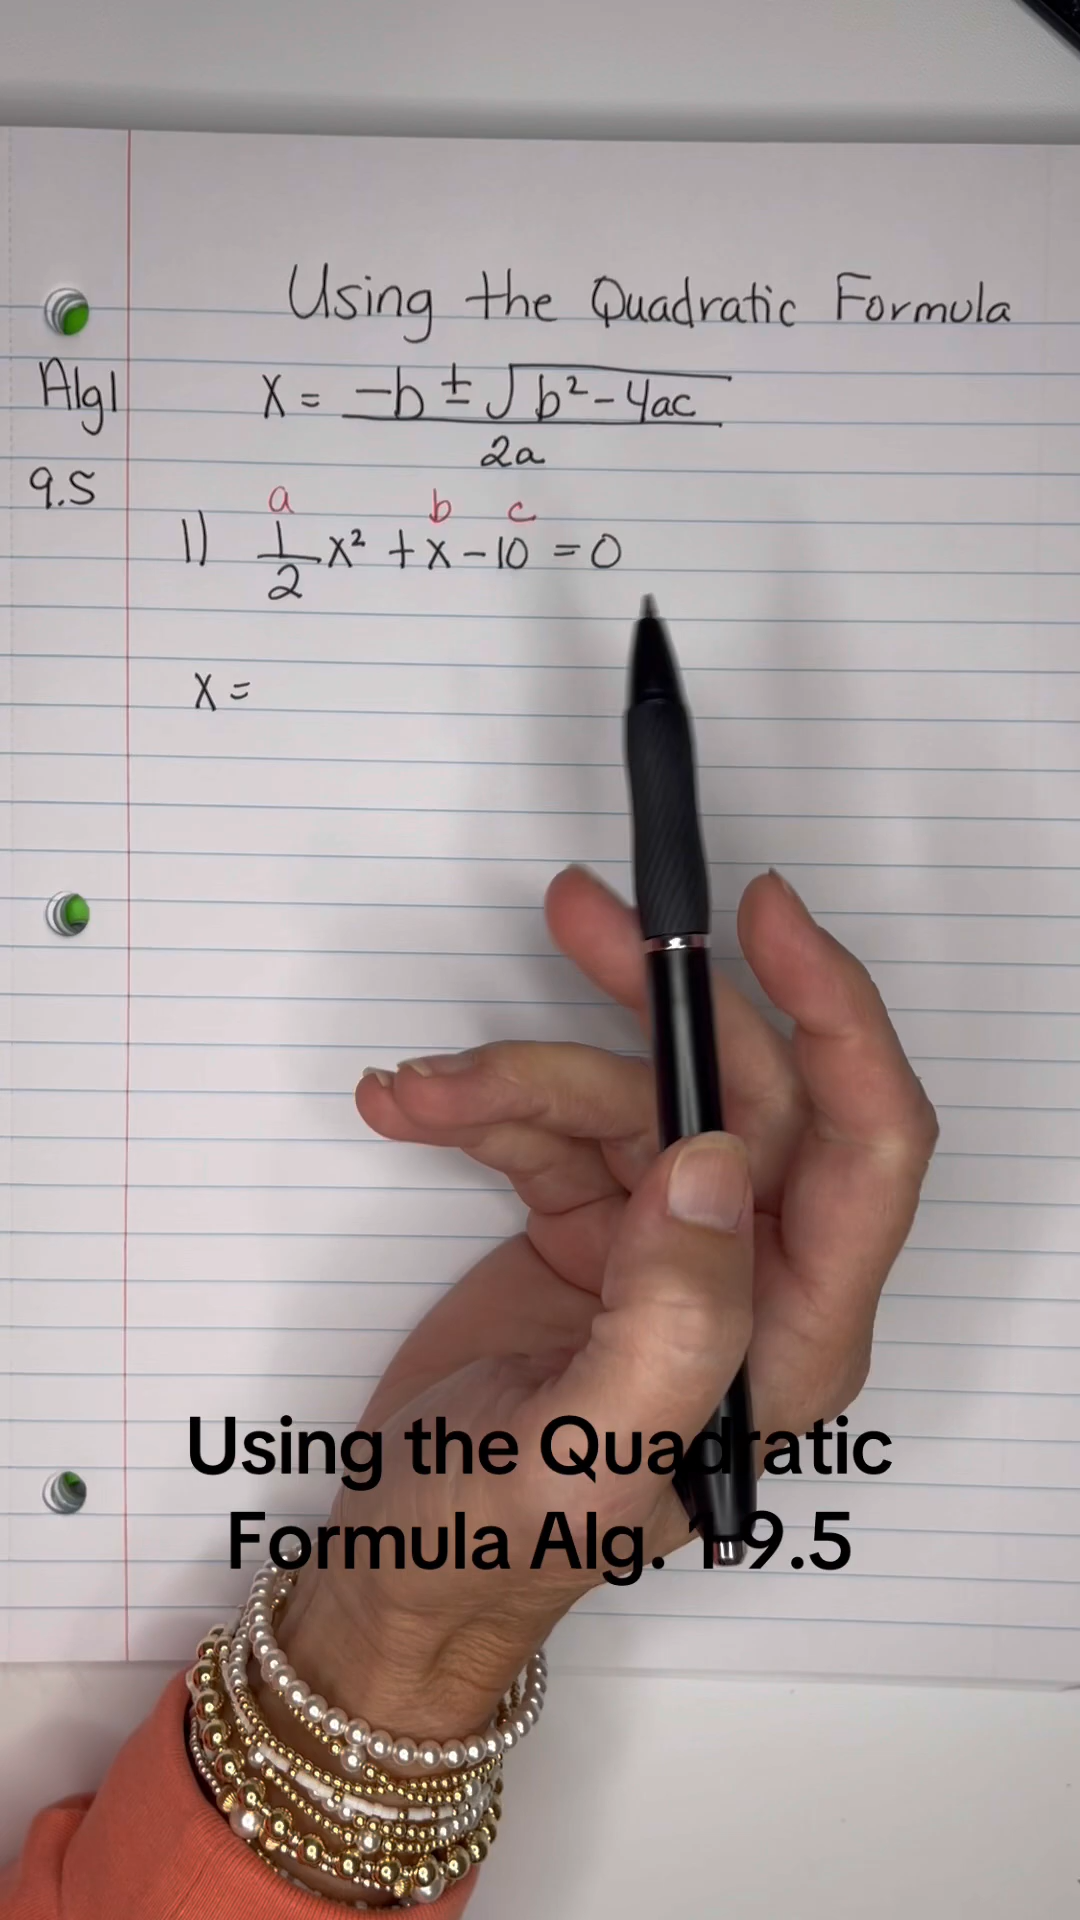 Using the Quadratic Formula
Alg1
x = -b ± √b² - 4ac
2a
9.5
a b c
1) 1/2 x² + x - 10 = 0
x =
Using the Quadratic
Formula Alg. 1 9.5